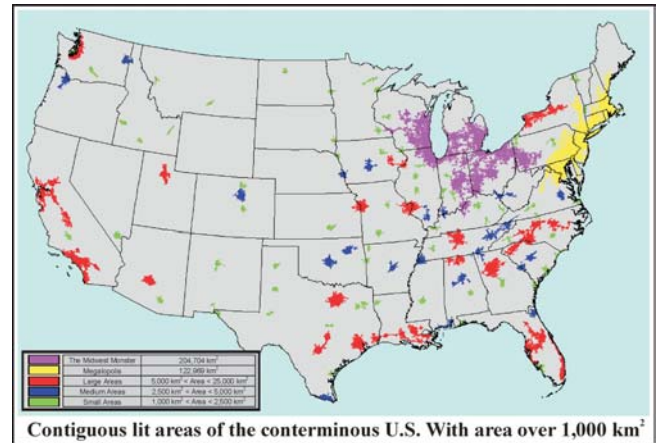 The Midwest Monster 204,704 km²
Megalopolis 122,969 km²
Large Areas 5,000 km² < Area < 25,000 km²
Medium Areas 2,500 km² < Area < 5,000 km²
Small Areas 1,000 km² < Area < 2,500 km²
Contiguous lit areas of the conterminous U.S. With area over 1,000 km²